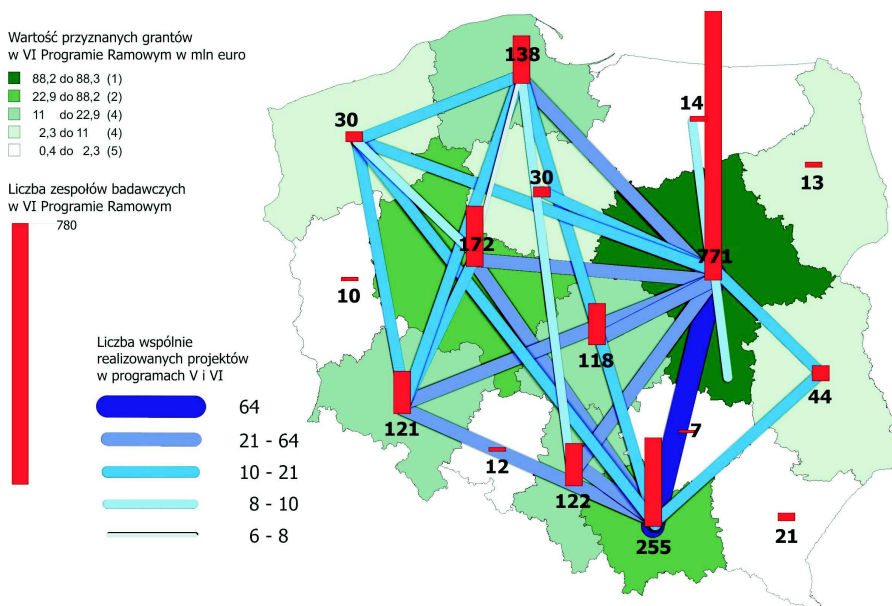 Wartość przyznanych grantów
w VI Programie Ramowym w mln euro
88,2 do 88,3 (1)
22,9 do 88,2 (2)
11 do 22,9 (4)
2,3 do 11 (4)
0,4 do 2,3 (5)
Liczba zespołów badawczych
w VI Programie Ramowym
780
Liczba wspólnie
realizowanych projektów
w programach V i VI
64
21 - 64
10 - 21
8 - 10
6 - 8
138
14
30
13
30
172
771
10
118
44
121
7
12
122
255
21